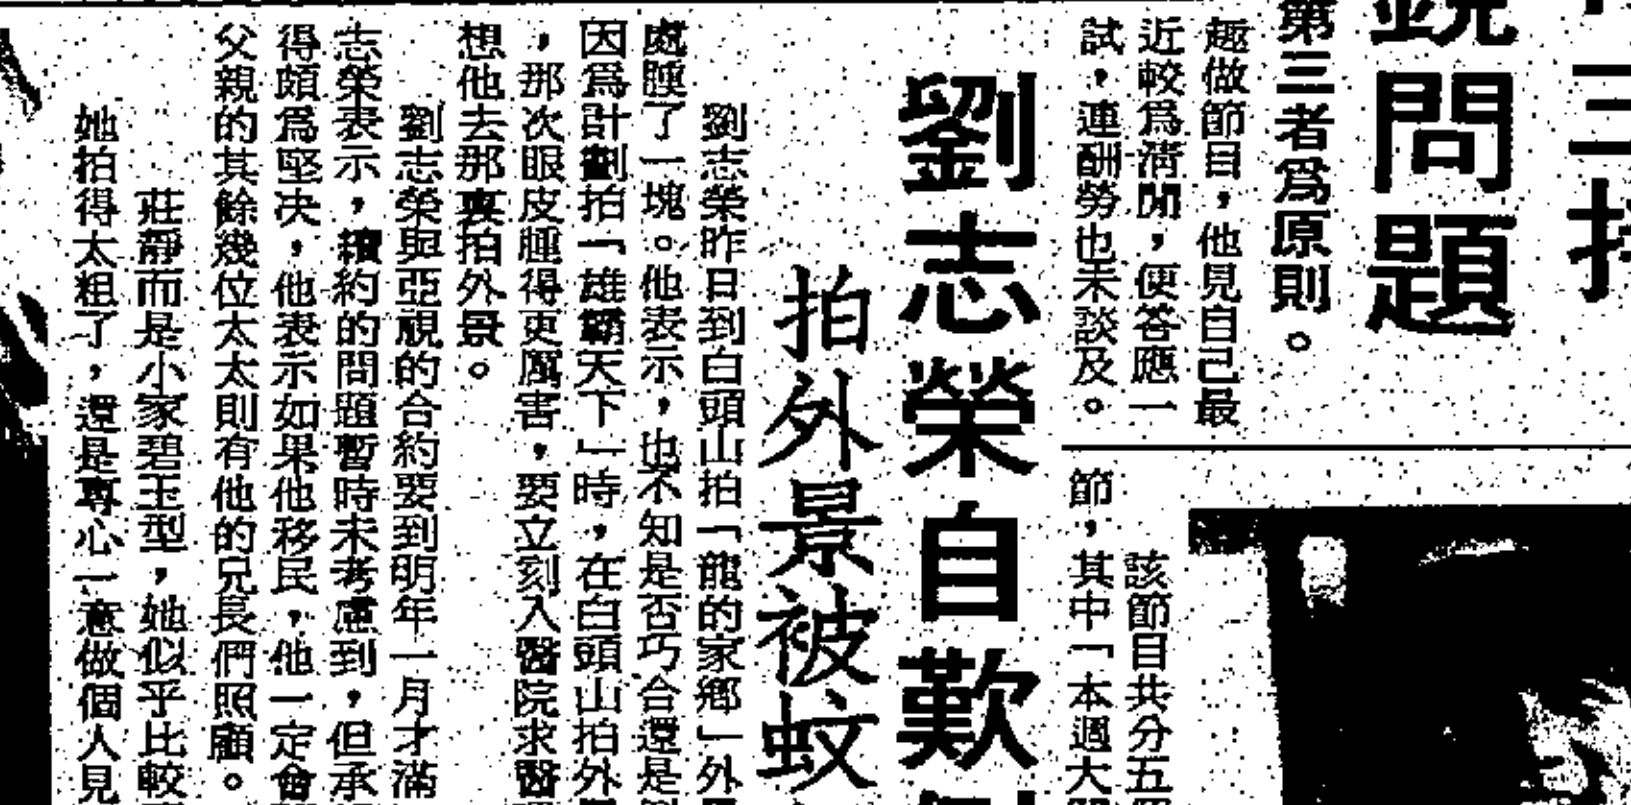 三
問題
第三者為原則。
趣做節目，他見自己最
近較為清閒，便答應一
試，連酬勞也未談及。
該節目共分五
節，其中「本週大
劉志榮自歎
拍外景被蚊
劉志榮昨日到白頭山拍「龍的家鄉」外
處腫了一塊。他表示，也不知是否巧合還是
因為計劃拍「雄霸天下」時，在白頭山拍外
，那次眼皮腫得更厲害，要立刻入醫院求醫
想他去那裏拍外景。
劉志榮與亞視的合約要到明年一月才滿
志榮表示，續約的問題暫時未考慮到，但承
得頗為堅决，他表示如果他移民，他一定會
父親的其餘幾位太太則有他的兄長們照顧。
莊靜而是小家碧玉型，她似乎比較
她拍得太粗了，還是專心一意做個人見